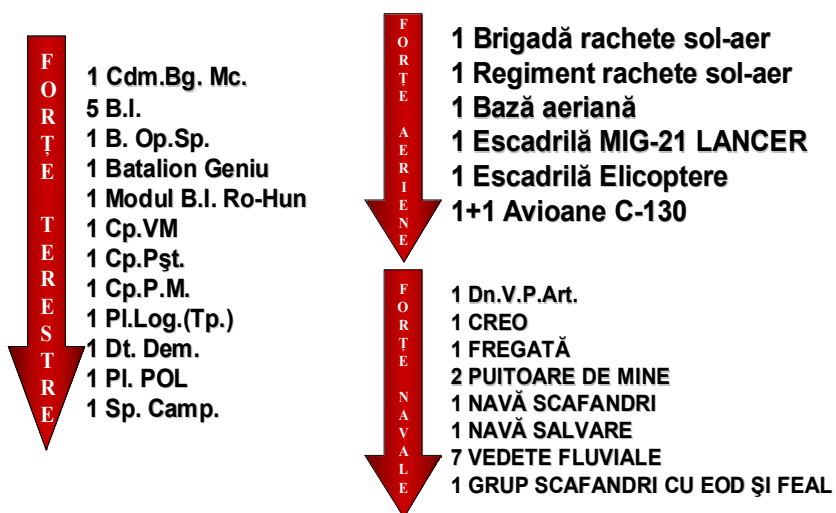 FORȚE TERESTRE
1 Cdm.Bg. Mc.
5 B.I.
1 B. Op.Sp.
1 Batalion Geniu
1 Modul B.I. Ro-Hun
1 Cp.VM
1 Cp.Pşt.
1 Cp.P.M.
1 Pl.Log.(Tp.)
1 Dt. Dem.
1 Pl. POL
1 Sp. Camp.
FORȚE AERIENE
1 Brigadă rachete sol-aer
1 Regiment rachete sol-aer
1 Bază aeriană
1 Escadrilă MIG-21 LANCER
1 Escadrilă Elicoptere
1+1 Avioane C-130
FORȚE NAVALE
1 Dn.V.P.Art.
1 CREO
1 FREGATĂ
2 PUITOARE DE MINE
1 NAVĂ SCAFANDRI
1 NAVĂ SALVARE
7 VEDETE FLUVIALE
1 GRUP SCAFANDRI CU EOD ŞI FEAL